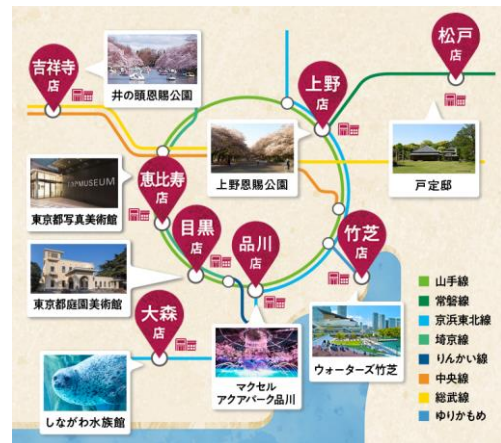 吉祥寺
店
井の頭恩賜公園
上野
店
松戸
店
上野恩賜公園
戸定邸
MUSEUM
東京都写真美術館
恵比寿
店
目黒
店
品川
店
竹芝
店
東京都庭園美術館
大森
店
しながわ水族館
マクセル
アクアパーク品川
ウォーターズ竹芝
山手線
常磐線
京浜東北線
埼京線
りんかい線
中央線
総武線
ゆりかもめ